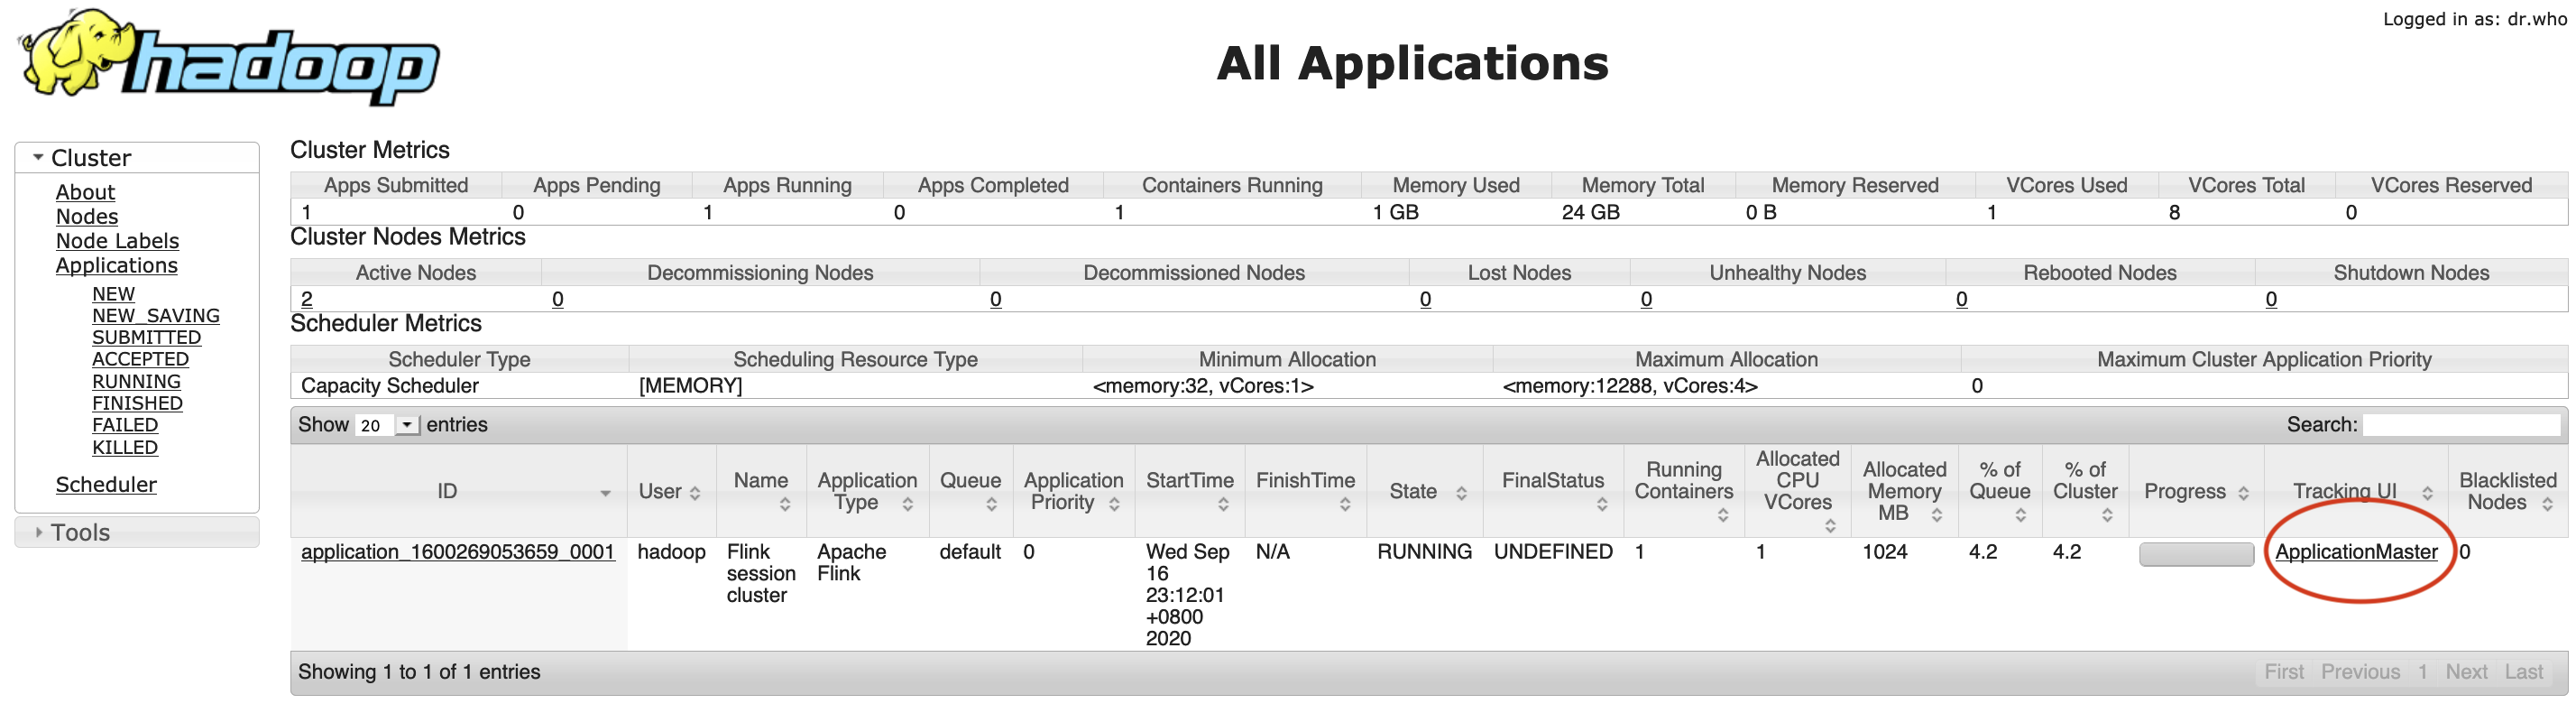 Logged in as: dr.who
hadoop
All Applications
Cluster
About
Nodes
Node Labels
Applications
NEW
NEW_SAVING
SUBMITTED
ACCEPTED
RUNNING
FINISHED
FAILED
KILLED
Scheduler
Tools
Cluster Metrics
Apps Submitted Apps Pending Apps Running Apps Completed Containers Running Memory Used Memory Total Memory Reserved VCores Used VCores Total VCores Reserved
1 0 1 0 1 1 GB 24 GB 0 B 1 8 0
Cluster Nodes Metrics
Active Nodes Decommissioning Nodes Decommissioned Nodes Lost Nodes Unhealthy Nodes Rebooted Nodes Shutdown Nodes
2 0 0 0 0 0 0
Scheduler Metrics
Scheduler Type Scheduling Resource Type Minimum Allocation Maximum Allocation Maximum Cluster Application Priority
Capacity Scheduler [MEMORY] <memory:32, vCores:1> <memory:12288, vCores:4> 0
Show 20 entries Search:
ID User Name Application Type Queue Application Priority StartTime FinishTime State FinalStatus Running Containers Allocated CPU VCores Allocated Memory MB % of Queue % of Cluster Progress Tracking UI Blacklisted Nodes
application_1600269053659_0001 hadoop Flink session cluster Apache Flink default 0 Wed Sep 16 23:12:01 +0800 2020 N/A RUNNING UNDEFINED 1 1 1024 4.2 4.2 ApplicationMaster 0
Showing 1 to 1 of 1 entries First Previous 1 Next Last